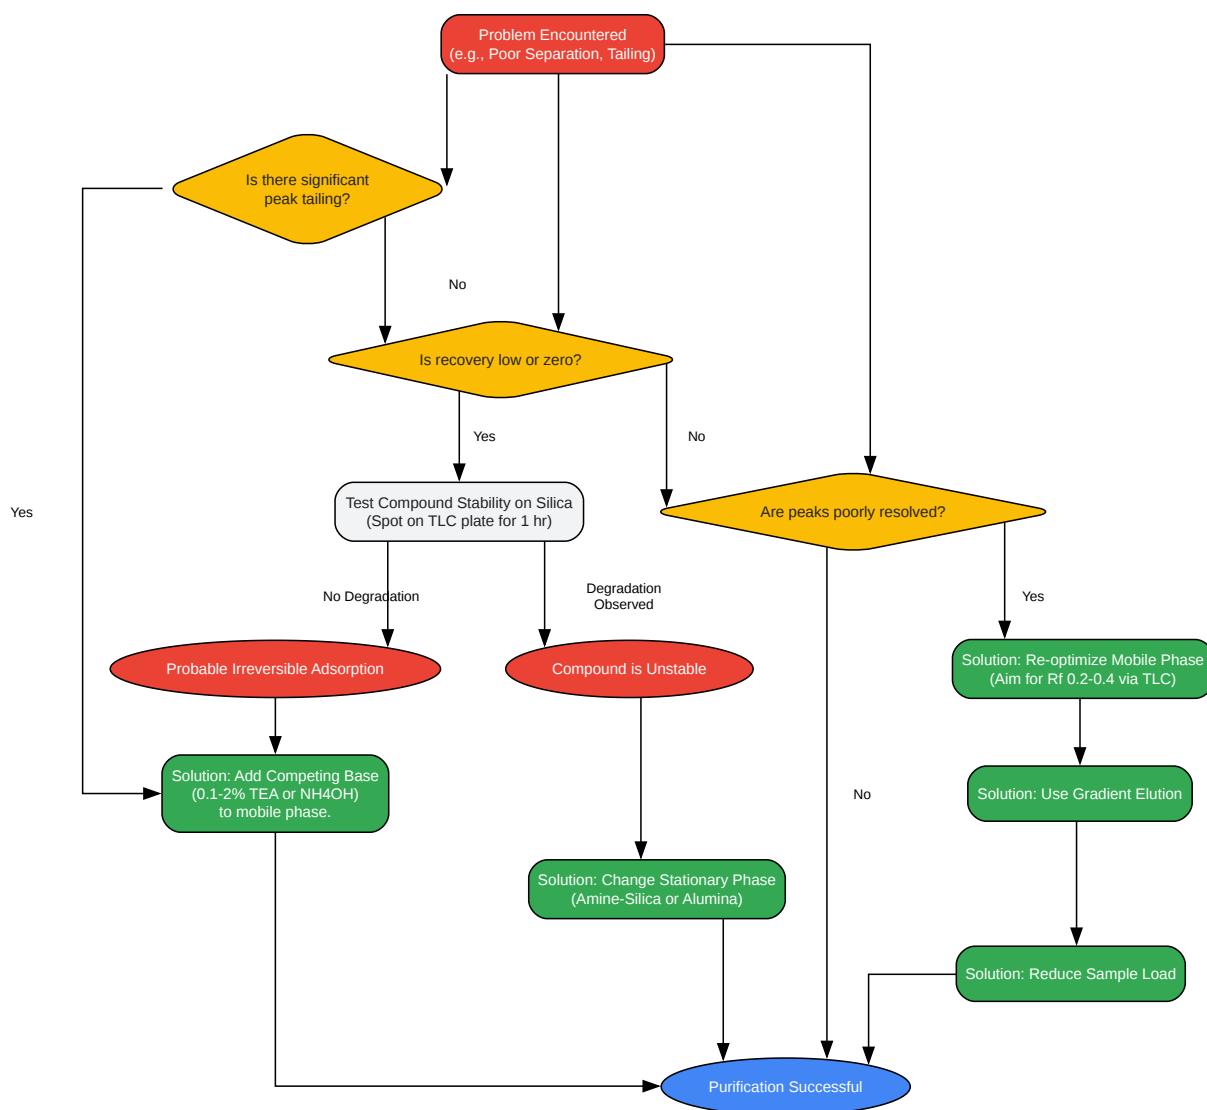 Problem Encountered
(e.g., Poor Separation, Tailing)
Is there significant
peak tailing?
No
Is recovery low or zero?
Yes
No
Test Compound Stability on Silica
(Spot on TLC plate for 1 hr)
Are peaks poorly resolved?
Yes
No Degradation
Degradation
Observed
Yes
Probable Irreversible Adsorption
Compound is Unstable
Solution: Re-optimize Mobile Phase
(Aim for Rf 0.2-0.4 via TLC)
Solution: Add Competing Base
(0.1-2% TEA or NH4OH)
to mobile phase.
No
Solution: Use Gradient Elution
Solution: Change Stationary Phase
(Amine-Silica or Alumina)
Solution: Reduce Sample Load
Purification Successful